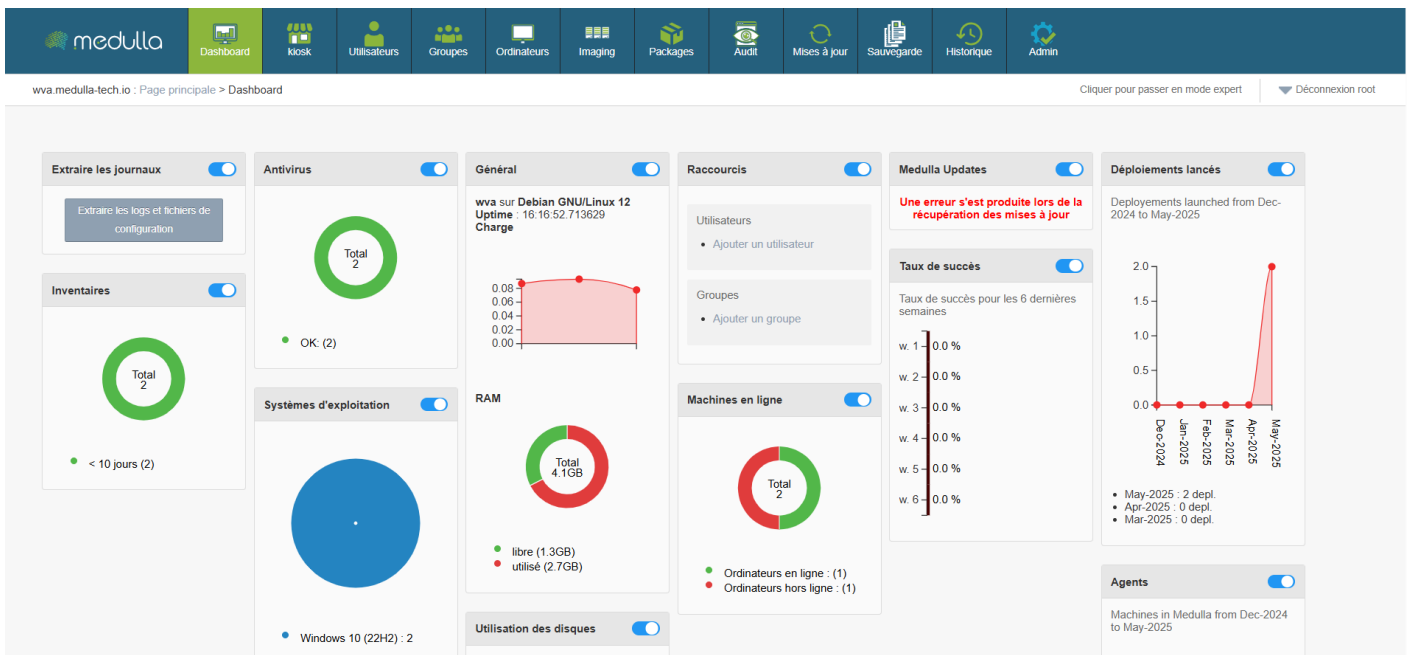 medulla
Dashboard
kiosk
Utilisateurs
Groupes
Ordinateurs
Imaging
Packages
Audit
Mises à jour
Sauvegarde
Historique
Admin
wva.medulla-tech.io : Page principale > Dashboard
Cliquer pour passer en mode expert
Déconnexion root
Extraire les journaux
Extraire les logs et fichiers de
configuration
Inventaires
Total
2
< 10 jours (2)
Antivirus
Total
2
OK: (2)
Systèmes d'exploitation
Windows 10 (22H2) : 2
Général
wva sur Debian GNU/Linux 12
Uptime : 16:16:52.713629
Charge
0.08
0.06
0.04
0.02
0.00
RAM
Total
4.1GB
libre (1.3GB)
utilisé (2.7GB)
Utilisation des disques
Raccourcis
Utilisateurs
Ajouter un utilisateur
Groupes
Ajouter un groupe
Machines en ligne
Total
2
Ordinateurs en ligne : (1)
Ordinateurs hors ligne : (1)
Medulla Updates
Une erreur s'est produite lors de la
récupération des mises à jour
Taux de succès
Taux de succès pour les 6 dernières
semaines
w. 1 0.0 %
w. 2 0.0 %
w. 3 0.0 %
w. 4 0.0 %
w. 5 0.0 %
w. 6 0.0 %
Déploiements lancés
Deployements launched from Dec-
2024 to May-2025
2.0
1.5
1.0
0.5
0.0
Dec-2024
Jan-2025
Feb-2025
Mar-2025
Apr-2025
May-2025
May-2025 : 2 depl.
Apr-2025 : 0 depl.
Mar-2025 : 0 depl.
Agents
Machines in Medulla from Dec-2024
to May-2025